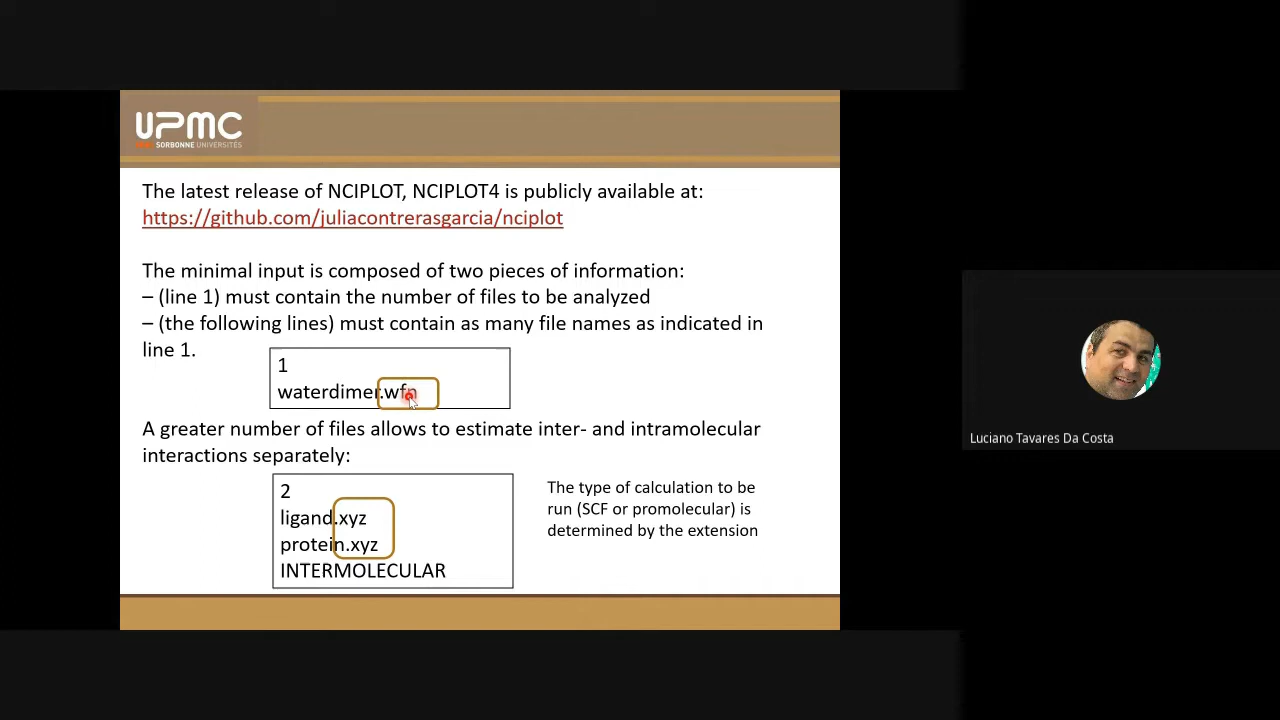 UPMC
SORBONNE UNIVERSITÉS
The latest release of NCIPLOT, NCIPLOT4 is publicly available at:
https://github.com/juliacontrerasgarcia/nciplot
The minimal input is composed of two pieces of information:
– (line 1) must contain the number of files to be analyzed
– (the following lines) must contain as many file names as indicated in
line 1.
1
waterdimer.wfn
A greater number of files allows to estimate inter- and intramolecular
interactions separately:
2
ligand.xyz
protein.xyz
INTERMOLECULAR
The type of calculation to be
run (SCF or promolecular) is
determined by the extension
Luciano Tavares Da Costa